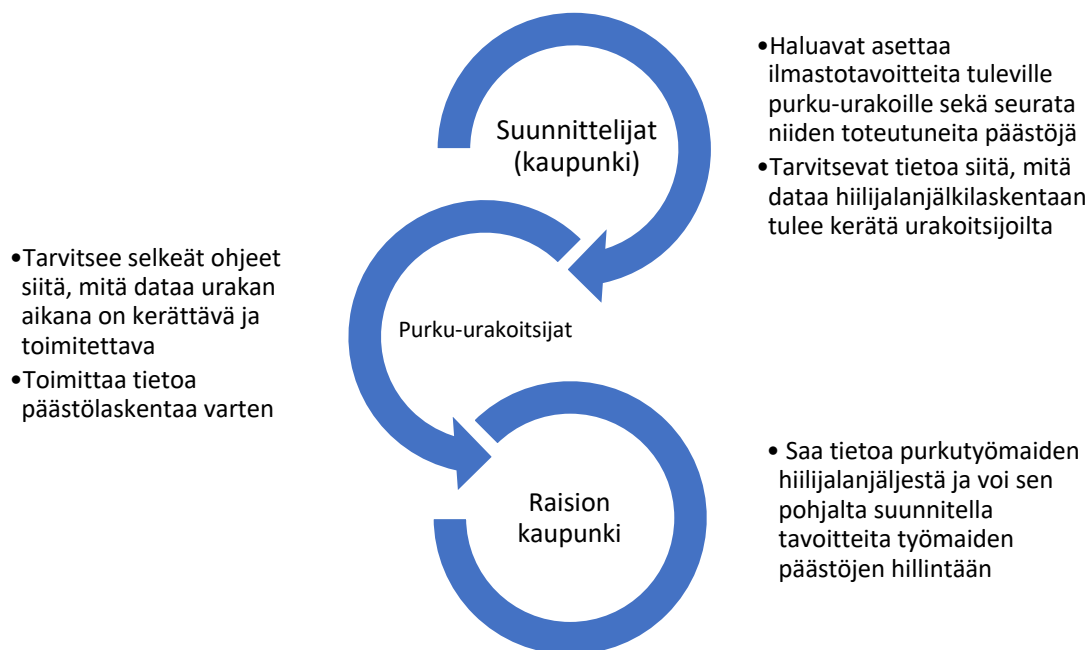 Suunnittelijat
(kaupunki)
•Haluavat asettaa
ilmastotavoitteita tuleville
purku-urakoille sekä seurata
niiden toteutuneita päästöjä
•Tarvitsevat tietoa siitä, mitä
dataa hiilijalanjälkilaskentaan
tulee kerätä urakoitsijoilta
•Tarvitsee selkeät ohjeet
siitä, mitä dataa urakan
aikana on kerättävä ja
toimitettava
•Toimittaa tietoa
päästölaskentaa varten
Purku-urakoitsijat
Raision
kaupunki
• Saa tietoa purkutyömaiden
hiilijalanjäljestä ja voi sen
pohjalta suunnitella
tavoitteita työmaiden
päästöjen hillintään